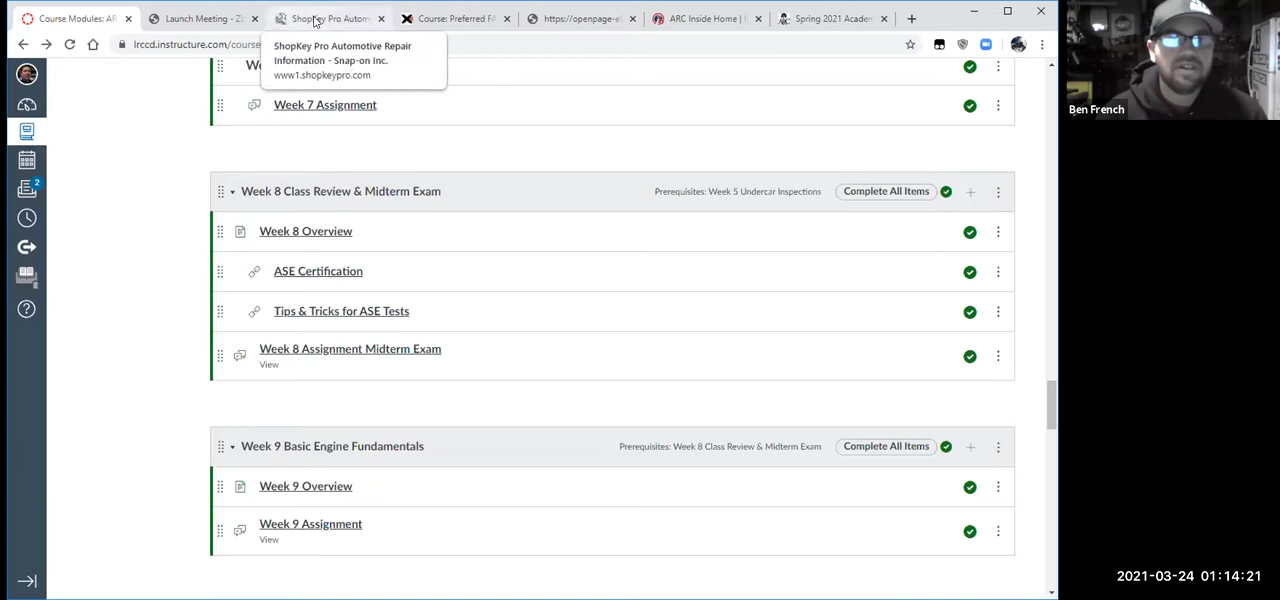 Course Modules: AR
Launch Meeting - Zo
ShopKey Pro Autom
Course: Preferred FA
https://openpage-el
ARC Inside Home | I
Spring 2021 Acaden
lrccd.instructure.com/course
ShopKey Pro Automotive Repair
Information - Snap-on Inc.
www1.shopkeypro.com
Ben French
We
Week 7 Assignment
2
Week 8 Class Review & Midterm Exam
Prerequisites: Week 5 Undercar Inspections
Complete All Items
Week 8 Overview
ASE Certification
Tips & Tricks for ASE Tests
Week 8 Assignment Midterm Exam
View
Week 9 Basic Engine Fundamentals
Prerequisites: Week 8 Class Review & Midterm Exam
Complete All Items
Week 9 Overview
Week 9 Assignment
View
2021-03-24 01:14:21